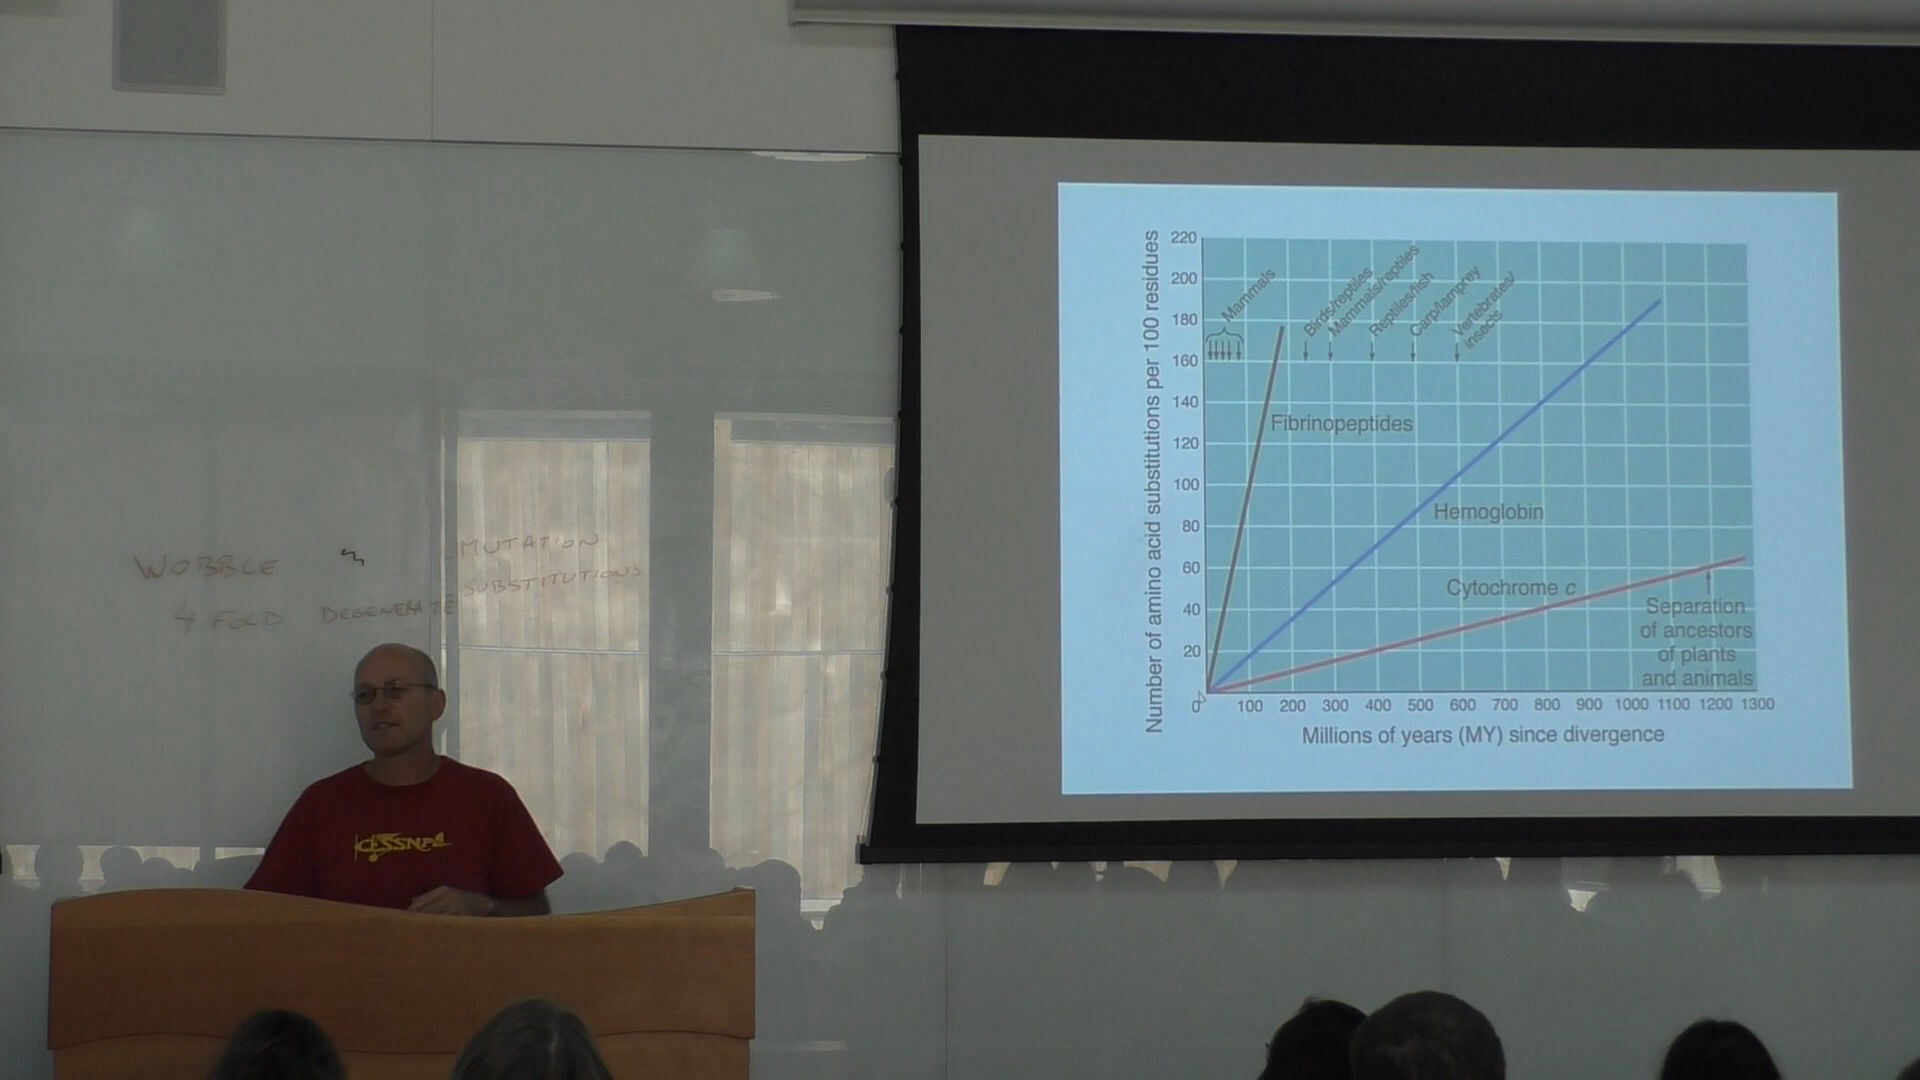 WOBBLE
4 FOLD DEGENERATE
-MUTATION
SUBSTITUTIONS
CESSNA
Number of amino acid substitutions per 100 residues
220
200
180
160
140
120
100
80
60
40
20
0
Mammals
Birds/reptiles
Mammals/reptiles
Reptiles/fish
Carp/lamprey
Vertebrates/
insects
Fibrinopeptides
Hemoglobin
Cytochrome c
Separation
of ancestors
of plants
and animals
100 200 300 400 500 600 700 800 900 1000 1100 1200 1300
Millions of years (MY) since divergence